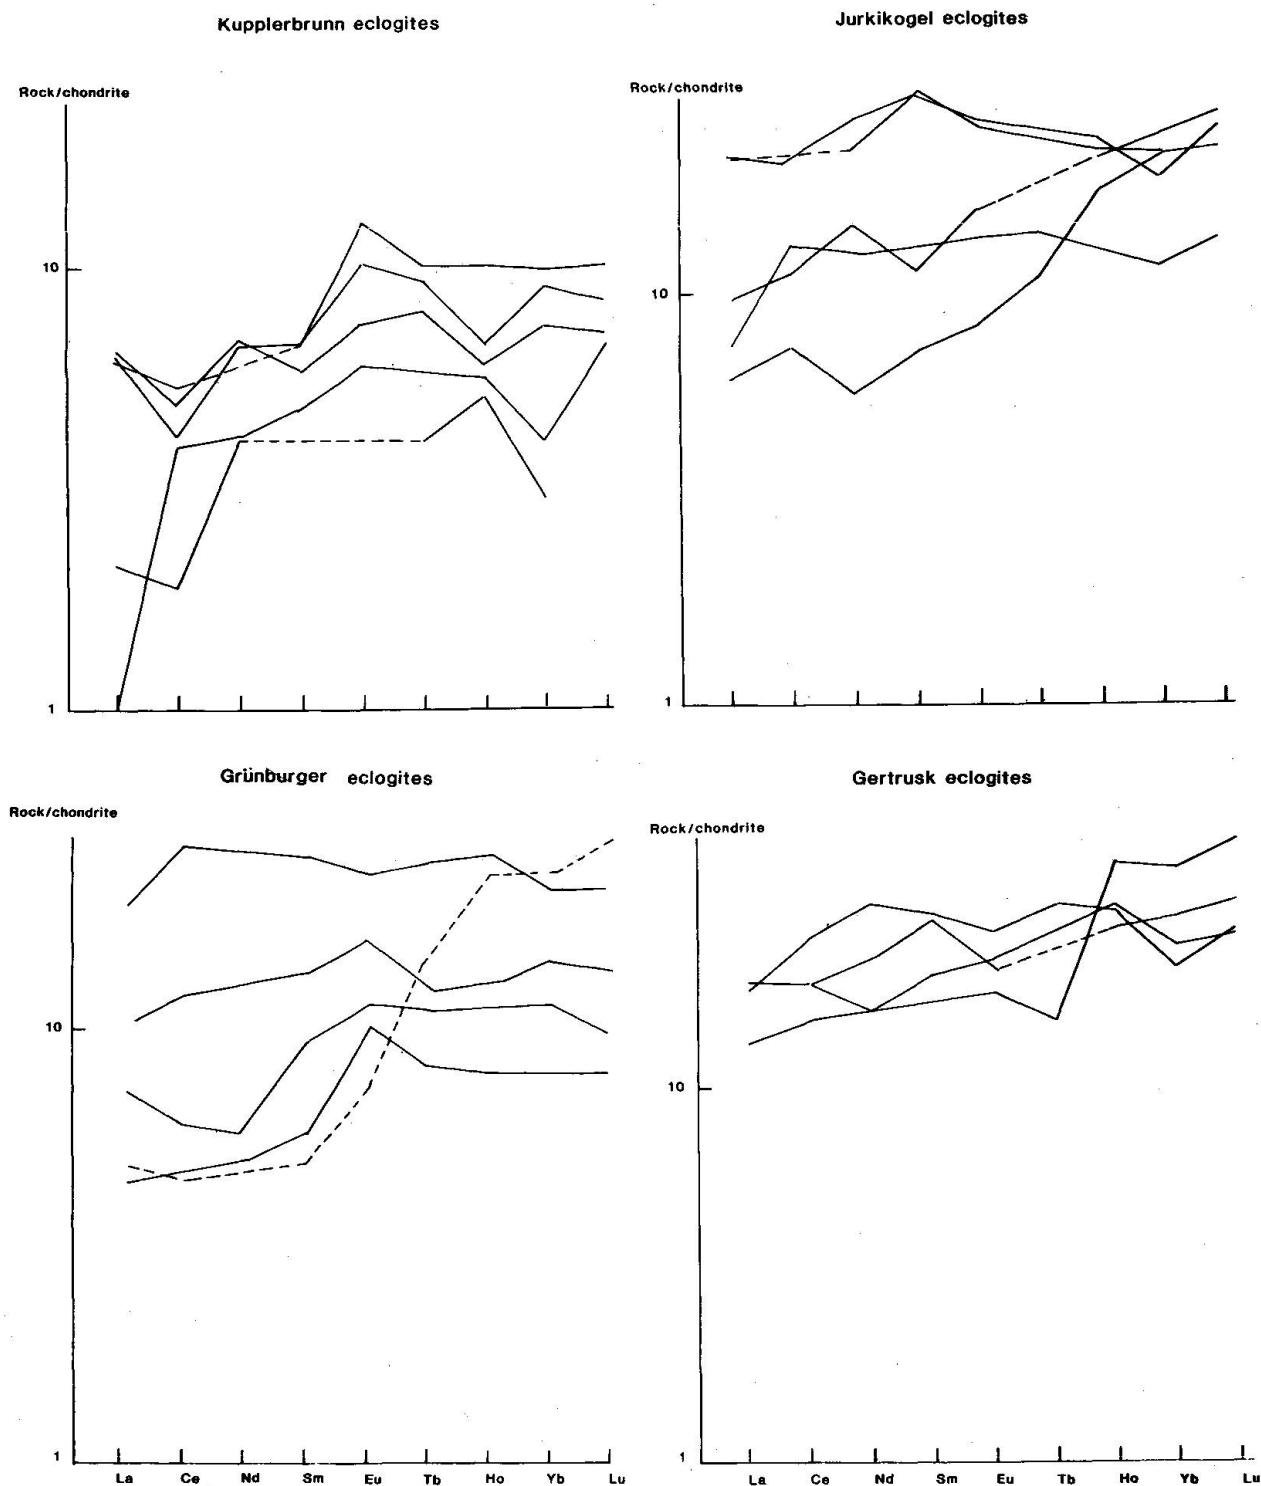 Kupplerbrunn eclogites
Rock/chondrite
10
1
Jurkikogel eclogites
Rock/chondrite
10
1
Grünburger eclogites
Rock/chondrite
10
1
La Ce Nd Sm Eu Tb Ho Yb Lu
Gertrusk eclogites
Rock/chondrite
10
1
La Ce Nd Sm Eu Tb Ho Yb Lu